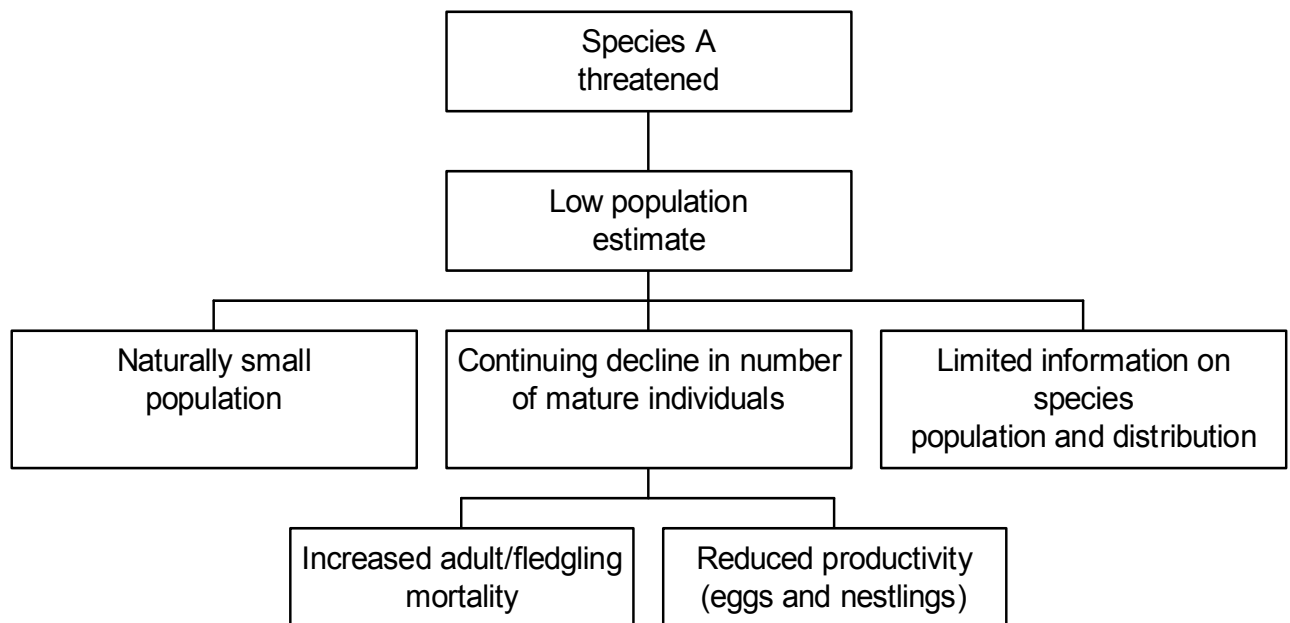 Species A
threatened
Low population
estimate
Naturally small
population
Continuing decline in number
of mature individuals
Limited information on
species
population and distribution
Increased adult/fledgling
mortality
Reduced productivity
(eggs and nestlings)